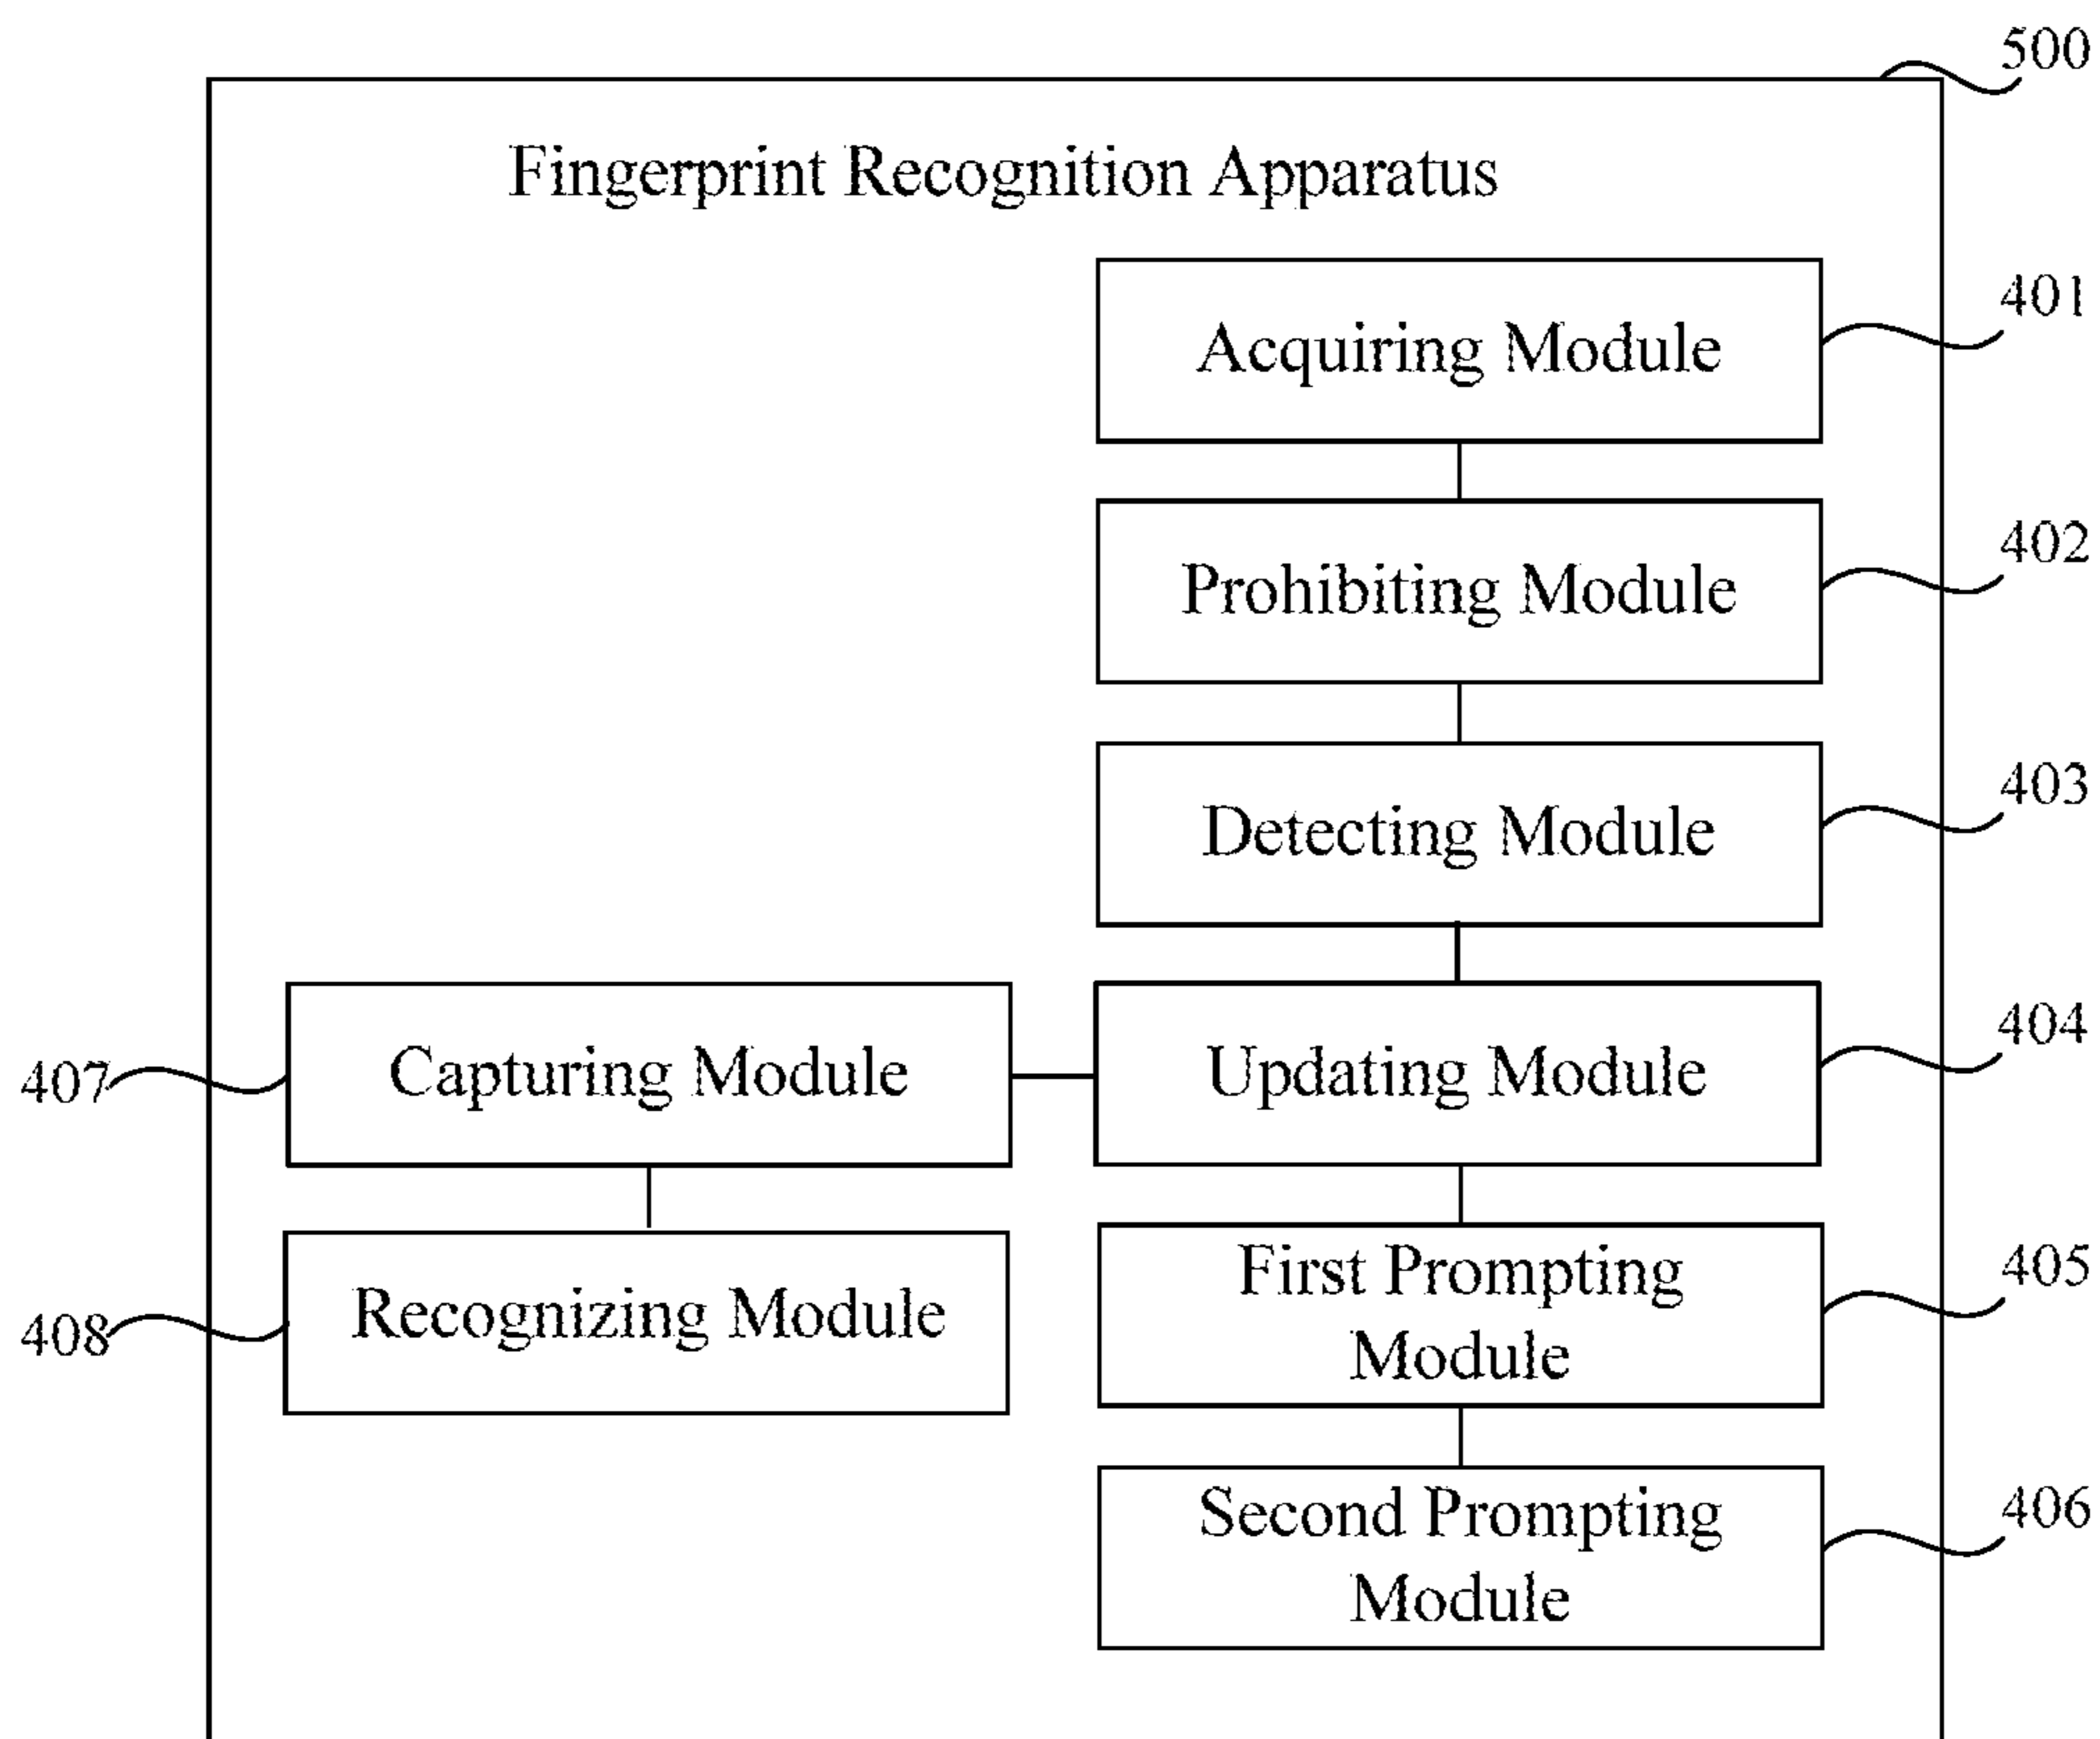 500
Fingerprint Recognition Apparatus
Acquiring Module
401
Prohibiting Module
402
Detecting Module
403
407
Capturing Module
Updating Module
404
408
Recognizing Module
First Prompting
Module
405
Second Prompting
Module
406